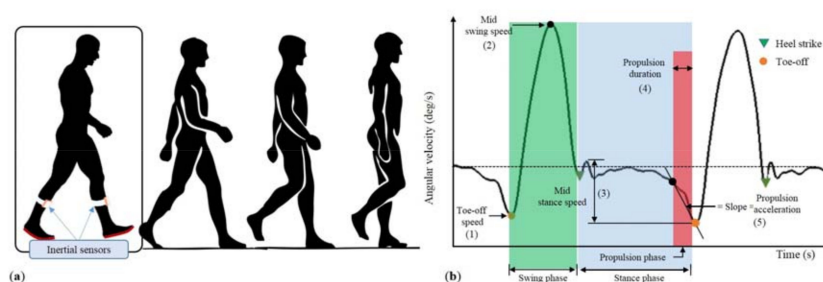 Inertial sensors
(a)
Mid
swing speed
(2)
Heel strike
Toe-off
Propulsion
duration
(4)
Angular velocity (deg/s)
Mid
stance speed
(3)
Toe-off
speed
(1)
= Slope =
Propulsion
acceleration
(5)
Propulsion phase
Time (s)
(b)
Swing phase
Stance phase